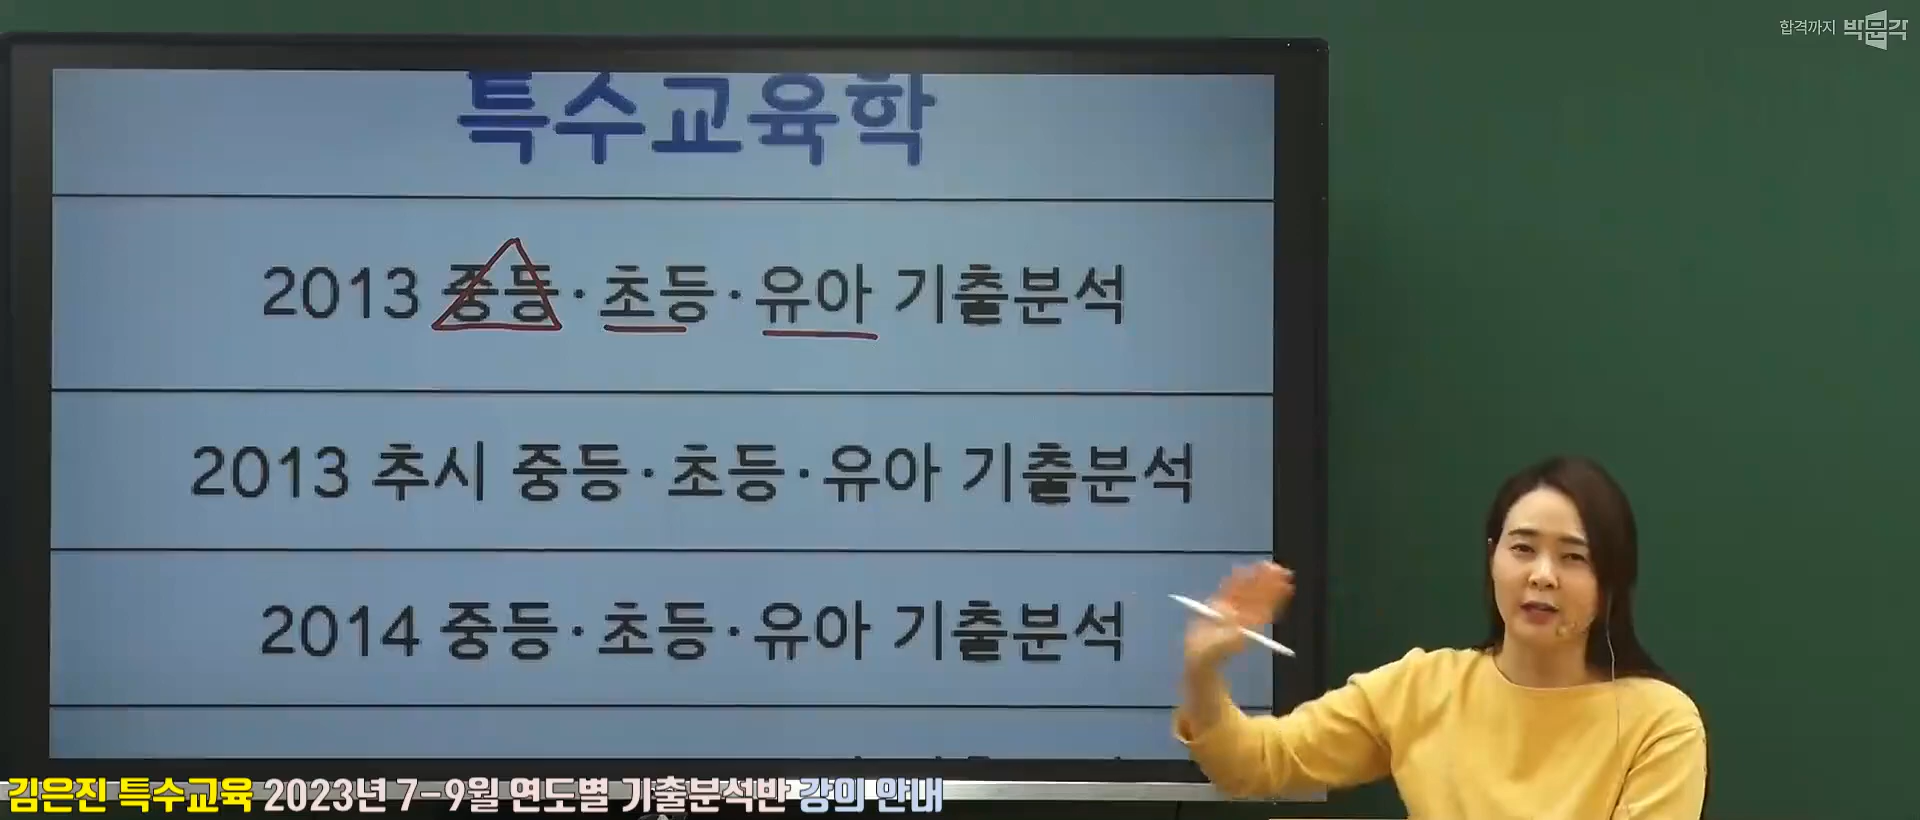 합격까지 박문각
특수교육학
2013 중등·초등·유아 기출분석
2013 추시 중등·초등·유아 기출분석
2014 중등·초등·유아 기출분석
김은진 특수교육 2023년 7-9월 연도별 기출분석반 강의 안내